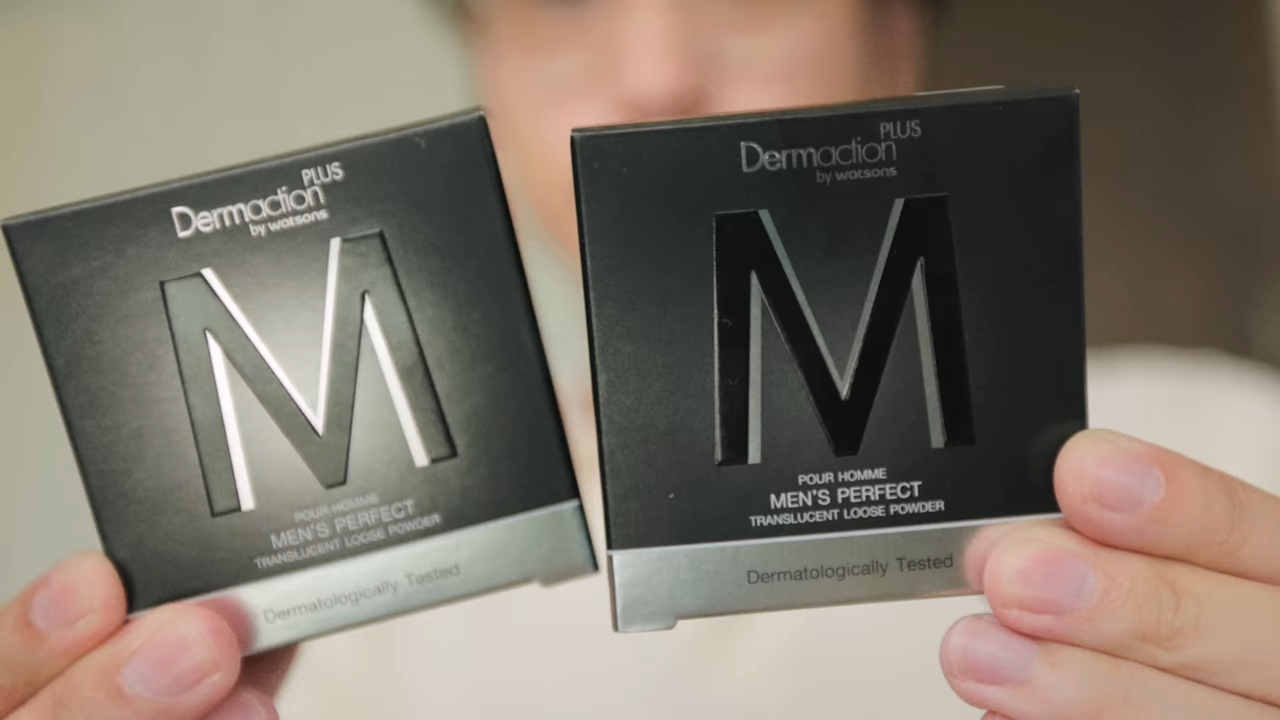 Dermaction PLUS
by watsons
M
POUR HOMME
MEN'S PERFECT
TRANSLUCENT LOOSE POWDER
Dermatologically Tested
Dermaction PLUS
by watsons
M
POUR HOMME
MEN'S PERFECT
TRANSLUCENT LOOSE POWDER
Dermatologically Tested